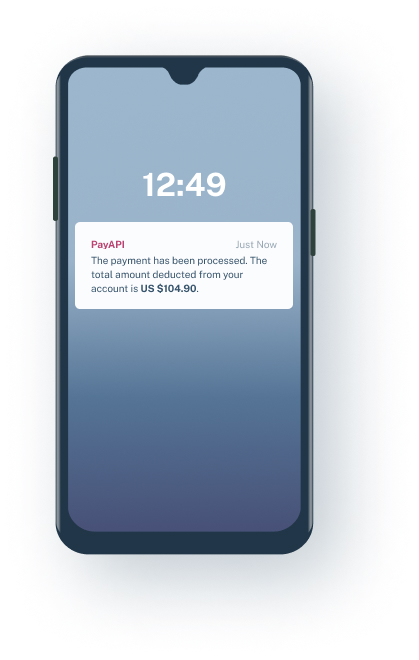 12:49
PayAPI Just Now
The payment has been processed. The
total amount deducted from your
account is US $104.90.